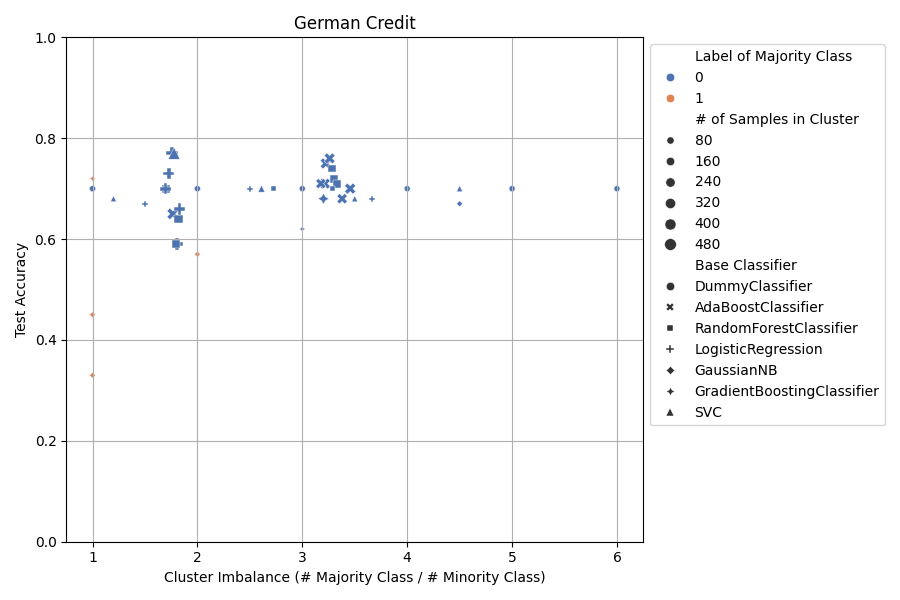 German Credit
1.0
0.8
0.6
0.4
0.2
0.0
Test Accuracy
1 2 3 4 5 6
Cluster Imbalance (# Majority Class / # Minority Class)
Label of Majority Class
0
1
# of Samples in Cluster
80
160
240
320
400
480
Base Classifier
DummyClassifier
AdaBoostClassifier
RandomForestClassifier
LogisticRegression
GaussianNB
GradientBoostingClassifier
SVC